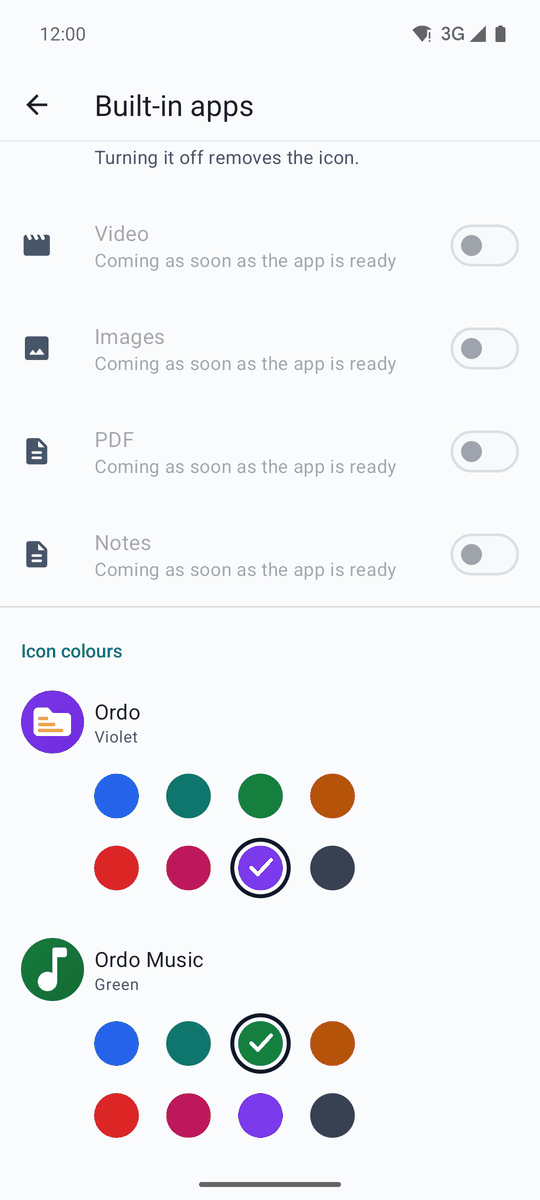 12:00
3G
Built-in apps
Turning it off removes the icon.
Video
Coming as soon as the app is ready
Images
Coming as soon as the app is ready
PDF
Coming as soon as the app is ready
Notes
Coming as soon as the app is ready
Icon colours
Ordo
Violet
Ordo Music
Green